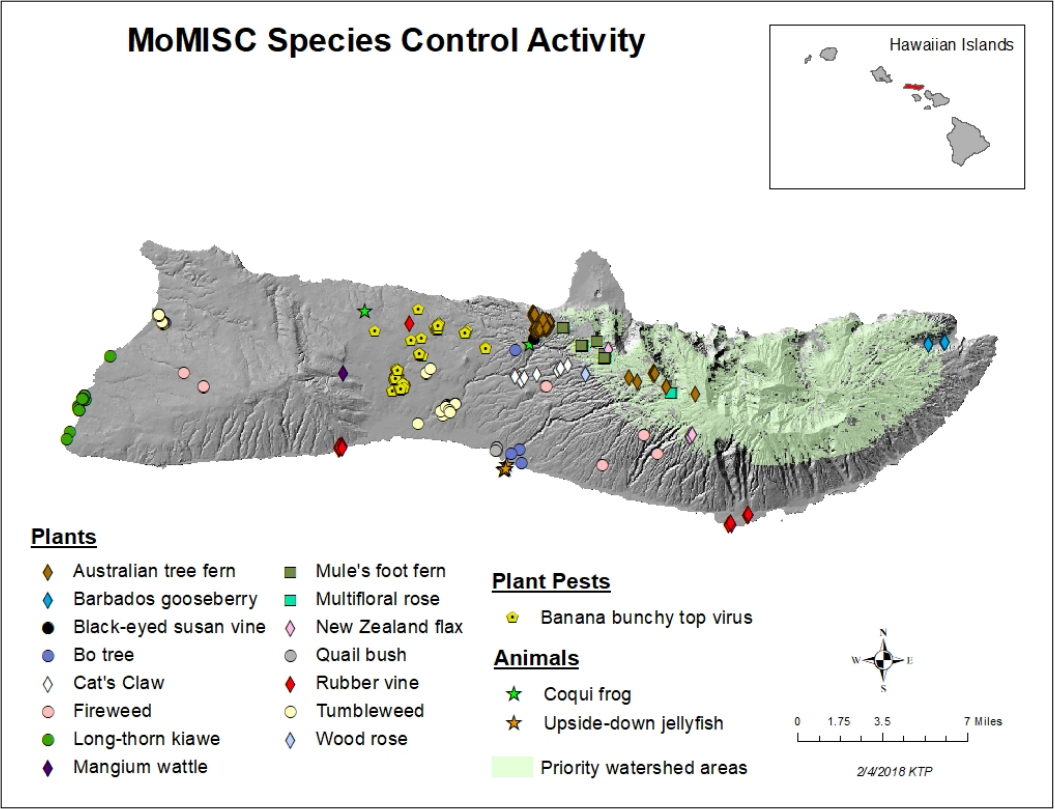 MoMISC Species Control Activity
Hawaiian Islands
Plants
Australian tree fern
Barbados gooseberry
Black-eyed susan vine
Bo tree
Cat's Claw
Fireweed
Long-thorn kiawe
Mangium wattle
Mule's foot fern
Multifloral rose
New Zealand flax
Quail bush
Rubber vine
Tumbleweed
Wood rose
Plant Pests
Banana bunchy top virus
Animals
Coqui frog
Upside-down jellyfish
Priority watershed areas
N
W E
S
0 1.75 3.5 7 Miles
2/4/2018 KTP